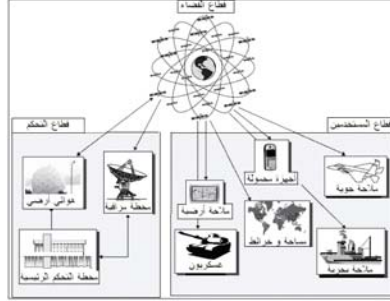 قطاع الفضاء
قطاع المستخدمين
قطاع التحكم
هوائي أرضي
محطة مراقبة
محطة التحكم الرئيسية
أجهزة محمولة
ملاحة جوية
ملاحة أرضية
مساحة و خرائط
عسكريون
ملاحة بحرية